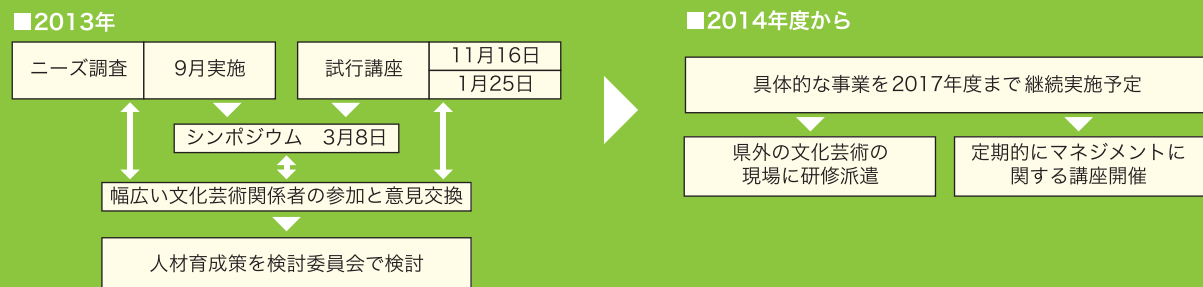 ■2013年
ニーズ調査
9月実施
試行講座
11月16日
1月25日
シンポジウム　3月8日
幅広い文化芸術関係者の参加と意見交換
人材育成策を検討委員会で検討
■2014年度から
具体的な事業を2017年度まで継続実施予定
県外の文化芸術の
現場に研修派遣
定期的にマネジメントに
関する講座開催